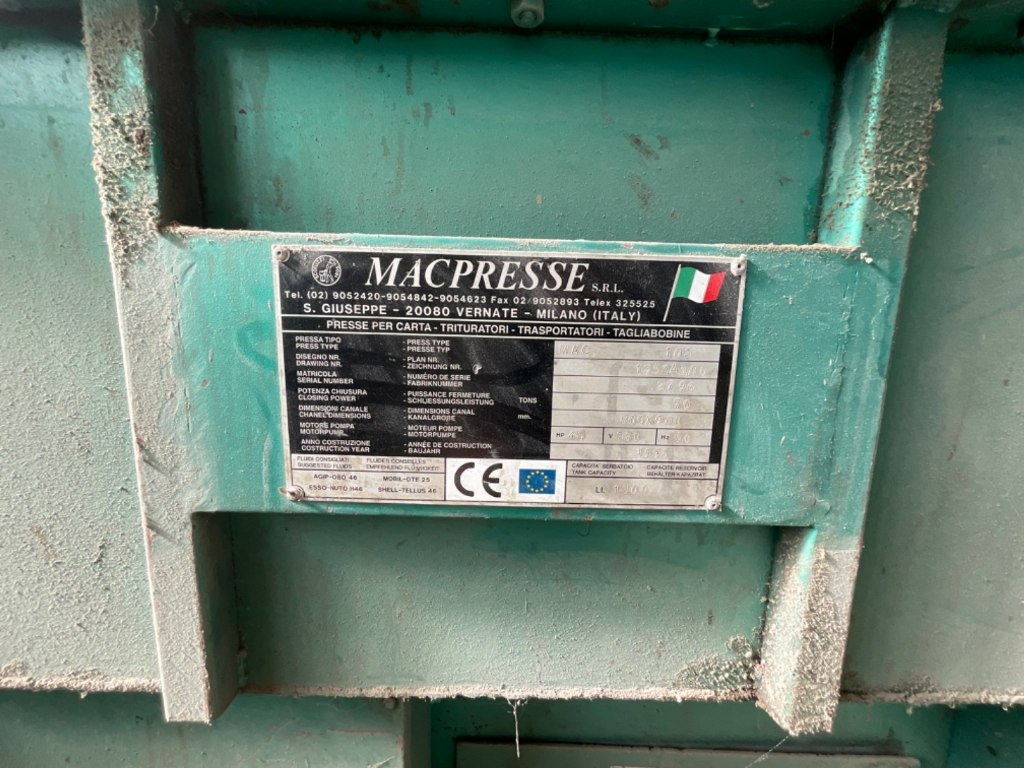 MACPRESSE S.R.L.
Tel. (02) 9052420-9054842-9054623 Fax 02/9052893 Telex 325525
S. GIUSEPPE - 20080 VERNATE - MILANO (ITALY)
PRESSE PER CARTA - TRITURATORI - TRASPORTATORI - TAGLIABOBINE
PRESSA TIPO - PRESS TYPE
PRESS TYPE - PRESSE TYP
MAC
DISEGNO NR. - PLAN NR.
DRAWING NR. - ZEICHNUNG NR.
MATRICOLA - NUMÉRO DE SERIE
SERIAL NUMBER - FABRIKNUMMER
POTENZA CHIUSURA - PUISSANCE FERMETURE
CLOSING POWER - SCHLIESSUNGSLEISTUNG TONS
DIMENSIONI CANALE - DIMENSIONS CANAL
CHANEL DIMENSIONS - KANALGROßE mm.
MOTORE POMPA - MOTEUR POMPE
MOTORPUMP - MOTORPUMPE
HP V Hz
ANNO COSTRUZIONE - ANNÉE DE COSTRUCTION
COSTRUCTION YEAR - BAUJAHR
FLUIDI CONSIGLIATI FLUIDES CONSEILLES
SUGGESTED FLUIDS EMPFEHLEND FLUSSIGKEIT
AGIP-OSO 46 MOBIL-DTE 25
ESSO-NUTO H46 SHELL-TELLUS 46
CE
CAPACITA' SERBATOIO CAPACITE RESERVOIR
TANK CAPACITY BEHÄLTER KAPAZITAT
Lt.